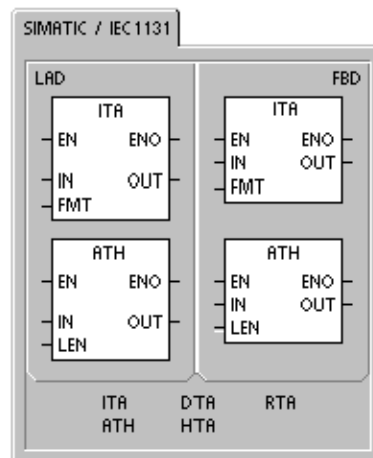 SIMATIC / IEC1131
LAD
FBD
ITA
EN ENO
IN OUT
FMT
ITA
EN ENO
IN OUT
FMT
ATH
EN ENO
IN OUT
LEN
ATH
EN ENO
IN OUT
LEN
ITA DTA RTA
ATH HTA